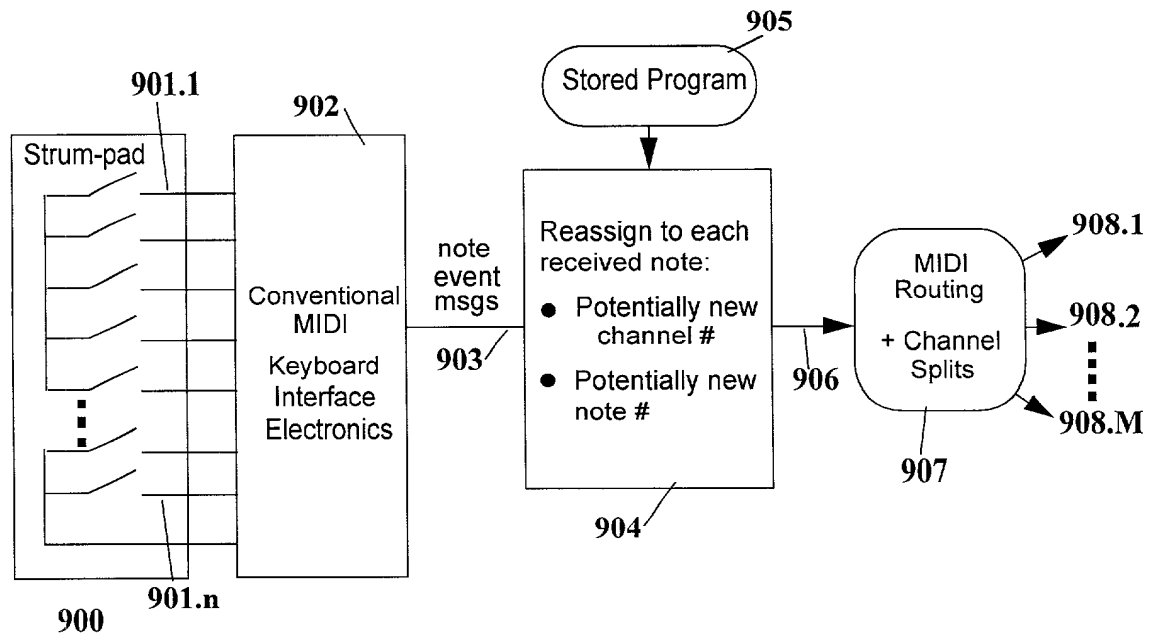 905
Stored Program
901.1
902
Strum-pad
Conventional
MIDI
Keyboard
Interface
Electronics
note
event
msgs
903
Reassign to each
received note:
● Potentially new
channel #
● Potentially new
note #
904
906
MIDI
Routing
+ Channel
Splits
907
908.1
908.2
908.M
901.n
900